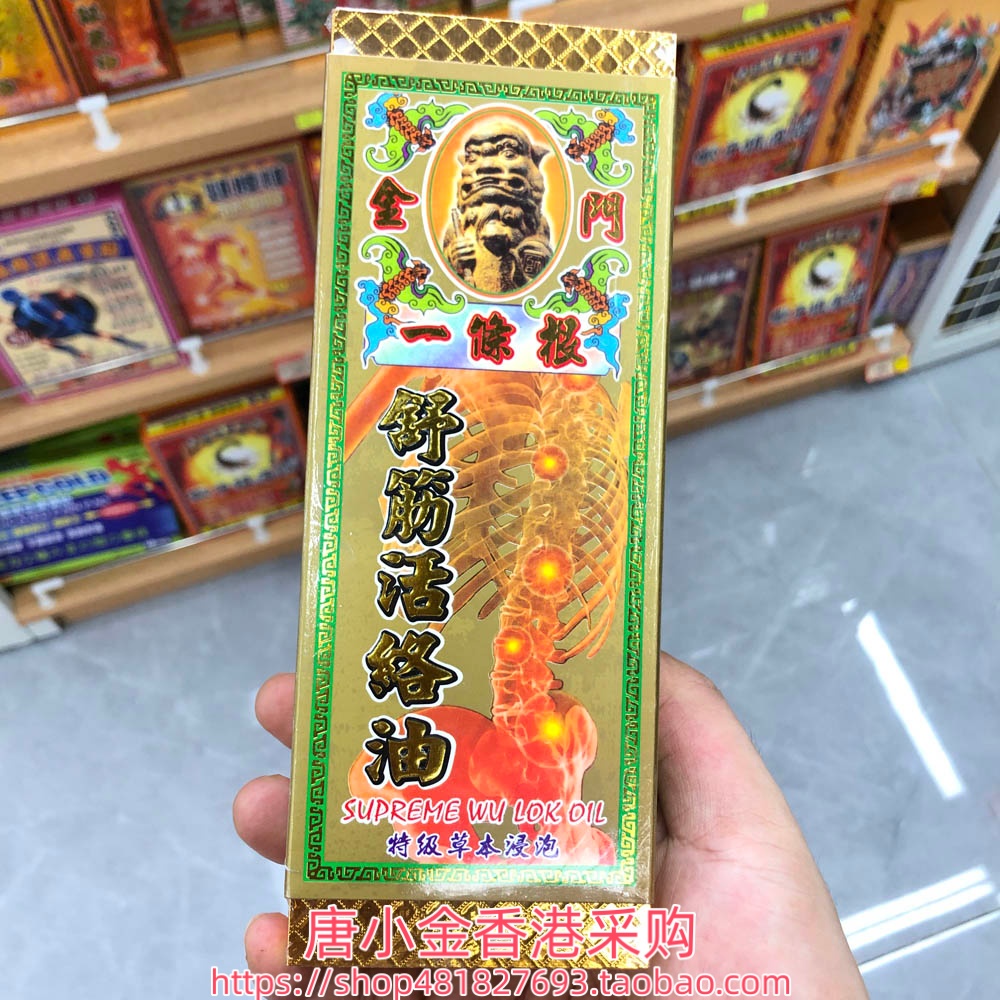 金門
一條根
舒筋活絡油
SUPREME WU LOK OIL
特级草本浸泡
唐小金香港采购
https://shop481827693.taobao.com